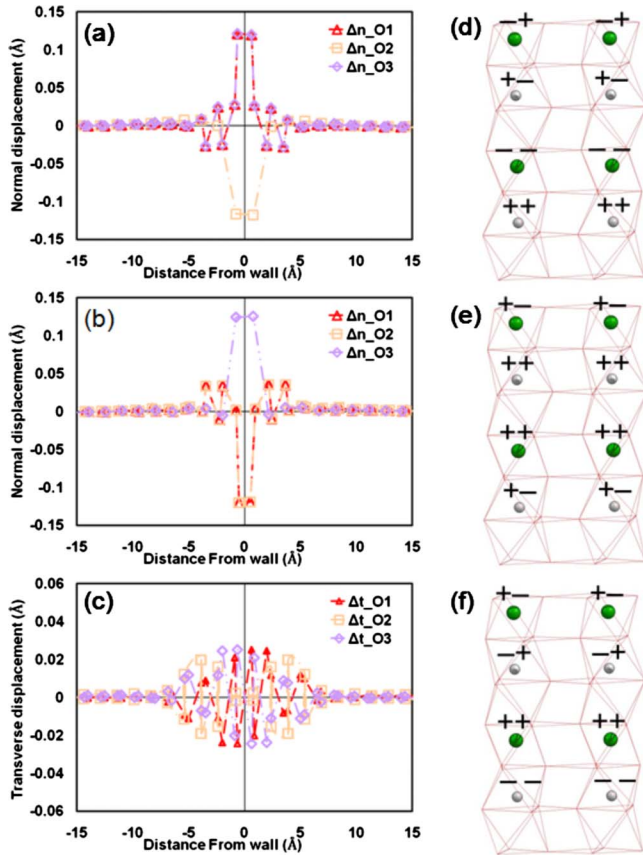 (a)
Normal displacement (Å)
0.15
0.1
0.05
0
-0.05
-0.1
-0.15
Δn_O1
Δn_O2
Δn_O3
-15 -10 -5 0 5 10 15
Distance From wall (Å)
(d)
−+ −+
+− +−
−− −−
++ ++
(b)
Normal displacement (Å)
0.15
0.1
0.05
0
-0.05
-0.1
-0.15
Δn_O1
Δn_O2
Δn_O3
-15 -10 -5 0 5 10 15
Distance From wall (Å)
(e)
+− +−
++ ++
++ ++
+− +−
(c)
Transverse displacement (Å)
0.06
0.04
0.02
0
-0.02
-0.04
-0.06
Δt_O1
Δt_O2
Δt_O3
-15 -10 -5 0 5 10 15
Distance From wall (Å)
(f)
+− +−
−+ −+
++ ++
−− −−